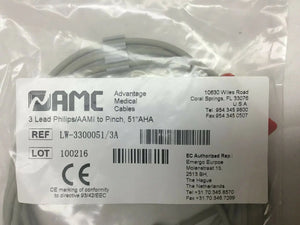 AMC
Advantage
Medical
Cables
10630 Wiles Road
Coral Springs, FL 33076
U.S.A.
Tel. 954.345.9800
Fax.954.345.0507
3 Lead Philips/AAMI to Pinch, 51"AHA
REF LW-3300051/3A
LOT 100216
CE marking of conformity
to directive 93/42/EEC
EC Authorised Rep:
Emergo Europe
Molenstraat 15,
2513 BH,
The Hague
The Netherlands
Tel +31.70.345.8570
Fax +31.70.346.7299